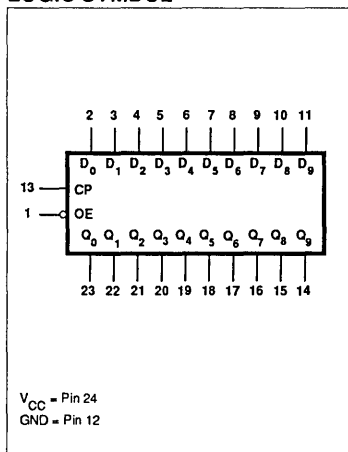 2 3 4 5 6 7 8 9 10 11
D0 D1 D2 D3 D4 D5 D6 D7 D8 D9
13 CP
1 OE
Q0 Q1 Q2 Q3 Q4 Q5 Q6 Q7 Q8 Q9
23 22 21 20 19 18 17 16 15 14
VCC = Pin 24
GND = Pin 12